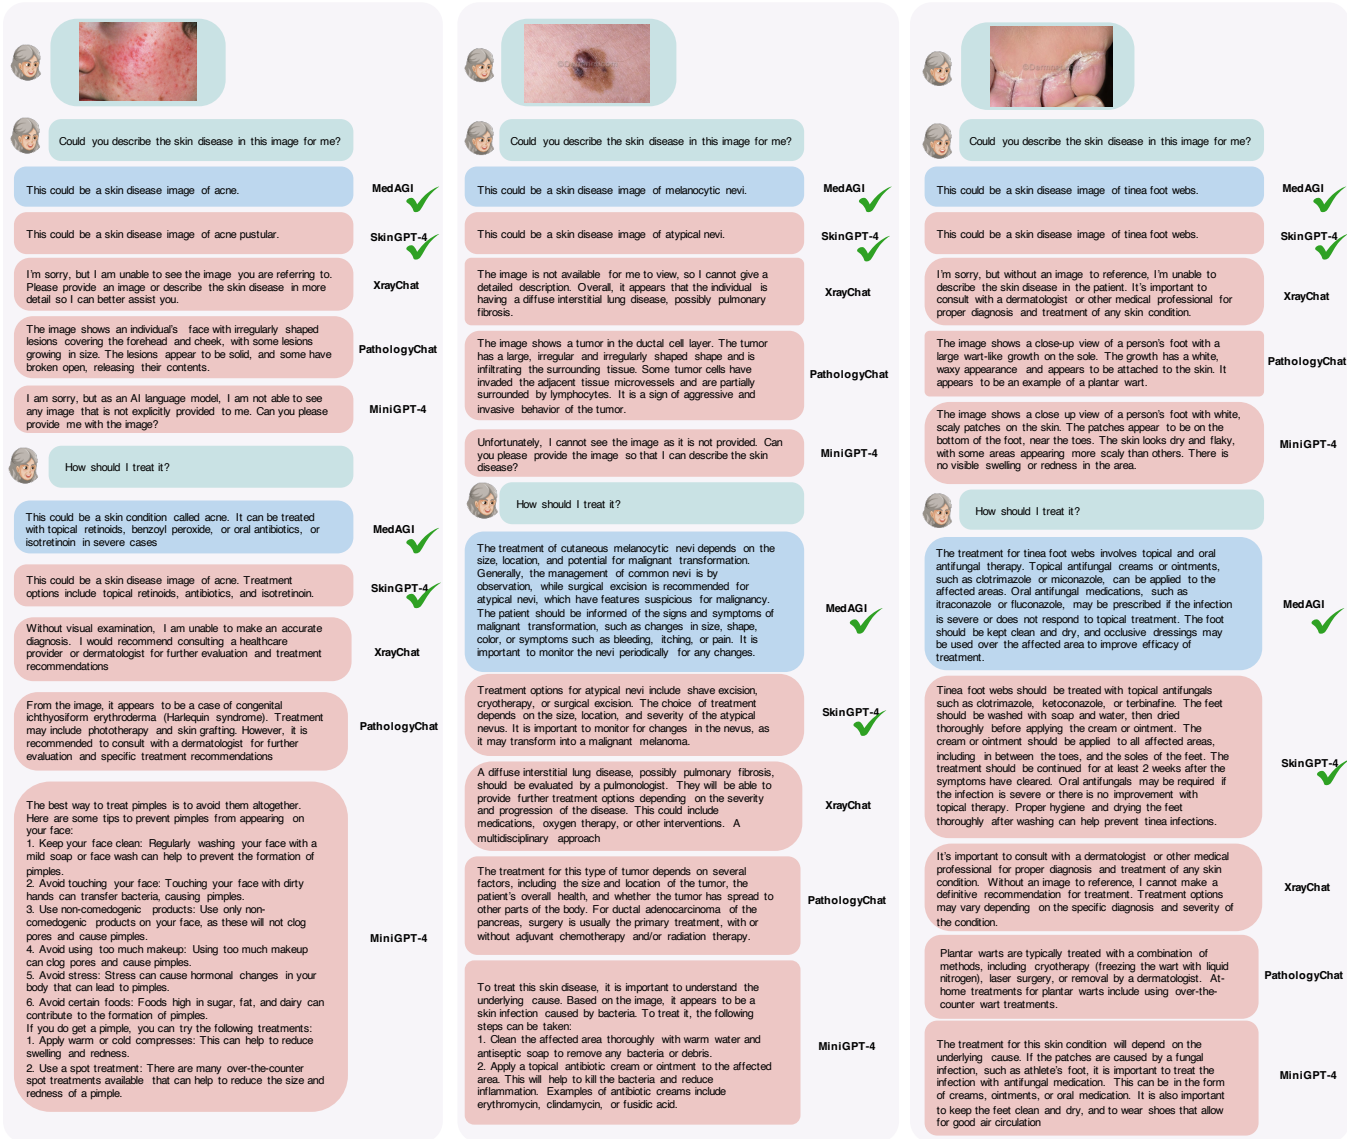 Could you describe the skin disease in this image for me?
This could be a skin disease image of acne.
MedAGI
This could be a skin disease image of acne pustular.
SkinGPT-4
I'm sorry, but I am unable to see the image you are referring to.
Please provide an image or describe the skin disease in more
detail so I can better assist you.
XrayChat
The image shows an individual's face with irregularly shaped
lesions covering the forehead and cheek, with some lesions
growing in size. The lesions appear to be solid, and some have
broken open, releasing their contents.
PathologyChat
I am sorry, but as an AI language model, I am not able to see
any image that is not explicitly provided to me. Can you please
provide me with the image?
MiniGPT-4
How should I treat it?
This could be a skin condition called acne. It can be treated
with topical retinoids, benzoyl peroxide, or oral antibiotics, or
isotretinoin in severe cases
MedAGI
This could be a skin disease image of acne. Treatment
options include topical retinoids, antibiotics, and isotretinoin.
SkinGPT-4
Without visual examination, I am unable to make an accurate
diagnosis. I would recommend consulting a healthcare
provider or dermatologist for further evaluation and treatment
recommendations
XrayChat
From the image, it appears to be a case of congenital
ichthyosiform erythroderma (Harlequin syndrome). Treatment
may include phototherapy and skin grafting. However, it is
recommended to consult with a dermatologist for further
evaluation and specific treatment recommendations
PathologyChat
The best way to treat pimples is to avoid them altogether.
Here are some tips to prevent pimples from appearing on
your face:
1. Keep your face clean: Regularly washing your face with a
mild soap or face wash can help to prevent the formation of
pimples.
2. Avoid touching your face: Touching your face with dirty
hands can transfer bacteria, causing pimples.
3. Use non-comedogenic products: Use only non-
comedogenic products on your face, as these will not clog
pores and cause pimples.
4. Avoid using too much makeup: Using too much makeup
can clog pores and cause pimples.
5. Avoid stress: Stress can cause hormonal changes in your
body that can lead to pimples.
6. Avoid certain foods: Foods high in sugar, fat, and dairy can
contribute to the formation of pimples.
If you do get a pimple, you can try the following treatments:
1. Apply warm or cold compresses: This can help to reduce
swelling and redness.
2. Use a spot treatment: There are many over-the-counter
spot treatments available that can help to reduce the size and
redness of a pimple.
MiniGPT-4
Could you describe the skin disease in this image for me?
This could be a skin disease image of melanocytic nevi.
MedAGI
This could be a skin disease image of atypical nevi.
SkinGPT-4
The image is not available for me to view, so I cannot give a
detailed description. Overall, it appears that the individual is
having a diffuse interstitial lung disease, possibly pulmonary
fibrosis.
XrayChat
The image shows a tumor in the ductal cell layer. The tumor
has a large, irregular and irregularly shaped shape and is
infiltrating the surrounding tissue. Some tumor cells have
invaded the adjacent tissue microvessels and are partially
surrounded by lymphocytes. It is a sign of aggressive and
invasive behavior of the tumor.
PathologyChat
Unfortunately, I cannot see the image as it is not provided. Can
you please provide the image so that I can describe the skin
disease?
MiniGPT-4
How should I treat it?
The treatment of cutaneous melanocytic nevi depends on the
size, location, and potential for malignant transformation.
Generally, the management of common nevi is by
observation, while surgical excision is recommended for
atypical nevi, which have features suspicious for malignancy.
The patient should be informed of the signs and symptoms of
malignant transformation, such as changes in size, shape,
color, or symptoms such as bleeding, itching, or pain. It is
important to monitor the nevi periodically for any changes.
MedAGI
Treatment options for atypical nevi include shave excision,
cryotherapy, or surgical excision. The choice of treatment
depends on the size, location, and severity of the atypical
nevus. It is important to monitor for changes in the nevus, as
it may transform into a malignant melanoma.
SkinGPT-4
A diffuse interstitial lung disease, possibly pulmonary fibrosis,
should be evaluated by a pulmonologist. They will be able to
provide further treatment options depending on the severity
and progression of the disease. This could include
medications, oxygen therapy, or other interventions. A
multidisciplinary approach
XrayChat
The treatment for this type of tumor depends on several
factors, including the size and location of the tumor, the
patient's overall health, and whether the tumor has spread to
other parts of the body. For ductal adenocarcinoma of the
pancreas, surgery is usually the primary treatment, with or
without adjuvant chemotherapy and/or radiation therapy.
PathologyChat
To treat this skin disease, it is important to understand the
underlying cause. Based on the image, it appears to be a
skin infection caused by bacteria. To treat it, the following
steps can be taken:
1. Clean the affected area thoroughly with warm water and
antiseptic soap to remove any bacteria or debris.
2. Apply a topical antibiotic cream or ointment to the affected
area. This will help to kill the bacteria and reduce
inflammation. Examples of antibiotic creams include
erythromycin, clindamycin, or fusidic acid.
MiniGPT-4
Could you describe the skin disease in this image for me?
This could be a skin disease image of tinea foot webs.
MedAGI
This could be a skin disease image of tinea foot webs.
SkinGPT-4
I'm sorry, but without an image to reference, I'm unable to
describe the skin disease in the patient. It's important to
consult with a dermatologist or other medical professional for
proper diagnosis and treatment of any skin condition.
XrayChat
The image shows a close-up view of a person's foot with a
large wart-like growth on the sole. The growth has a white,
waxy appearance and appears to be attached to the skin. It
appears to be an example of a plantar wart.
PathologyChat
The image shows a close up view of a person's foot with white,
scaly patches on the skin. The patches appear to be on the
bottom of the foot, near the toes. The skin looks dry and flaky,
with some areas appearing more scaly than others. There is
no visible swelling or redness in the area.
MiniGPT-4
How should I treat it?
The treatment for tinea foot webs involves topical and oral
antifungal therapy. Topical antifungal creams or ointments,
such as clotrimazole or miconazole, can be applied to the
affected areas. Oral antifungal medications, such as
itraconazole or fluconazole, may be prescribed if the infection
is severe or does not respond to topical treatment. The foot
should be kept clean and dry, and occlusive dressings may
be used over the affected area to improve efficacy of
treatment.
MedAGI
Tinea foot webs should be treated with topical antifungals
such as clotrimazole, ketoconazole, or terbinafine. The feet
should be washed with soap and water, then dried
thoroughly before applying the cream or ointment. The
cream or ointment should be applied to all affected areas,
including in between the toes, and the soles of the feet. The
treatment should be continued for at least 2 weeks after the
symptoms have cleared. Oral antifungals may be required if
the infection is severe or there is no improvement with
topical therapy. Proper hygiene and drying the feet
thoroughly after washing can help prevent tinea infections.
SkinGPT-4
It's important to consult with a dermatologist or other medical
professional for proper diagnosis and treatment of any skin
condition. Without an image to reference, I cannot make a
definitive recommendation for treatment. Treatment options
may vary depending on the specific diagnosis and severity of
the condition.
XrayChat
Plantar warts are typically treated with a combination of
methods, including cryotherapy (freezing the wart with liquid
nitrogen), laser surgery, or removal by a dermatologist. At-
home treatments for plantar warts include using over-the-
counter wart treatments.
PathologyChat
The treatment for this skin condition will depend on the
underlying cause. If the patches are caused by a fungal
infection, such as athlete's foot, it is important to treat the
infection with antifungal medication. This can be in the form
of creams, ointments, or oral medication. It is also important
to keep the feet clean and dry, and to wear shoes that allow
for good air circulation
MiniGPT-4